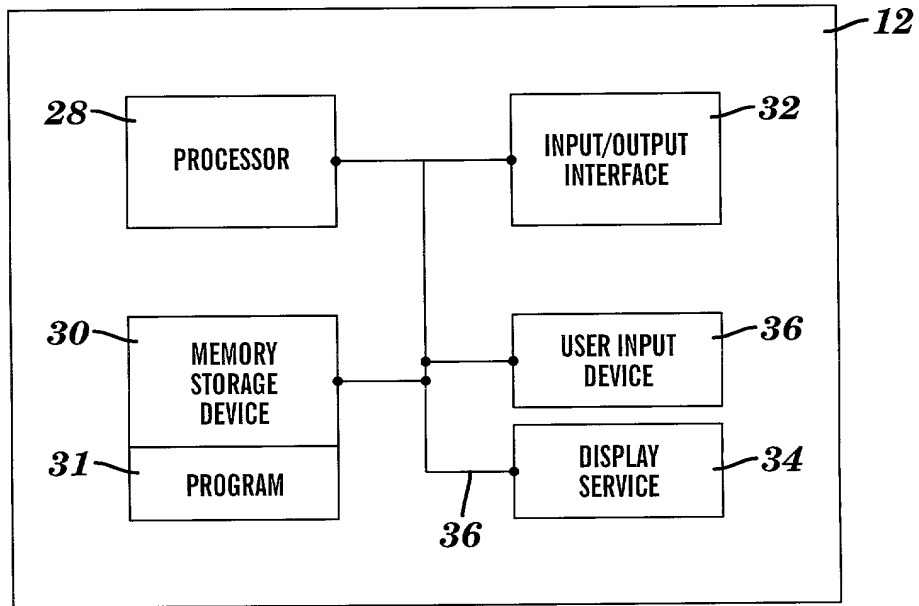 12
28
PROCESSOR
32
INPUT/OUTPUT
INTERFACE
30
MEMORY
STORAGE
DEVICE
36
USER INPUT
DEVICE
31
PROGRAM
34
DISPLAY
SERVICE
36